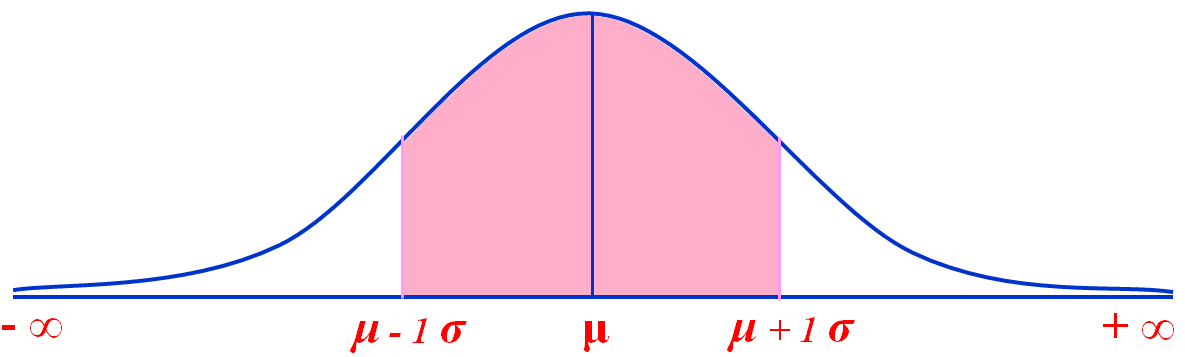 - ∞ μ - 1 σ μ μ + 1 σ + ∞